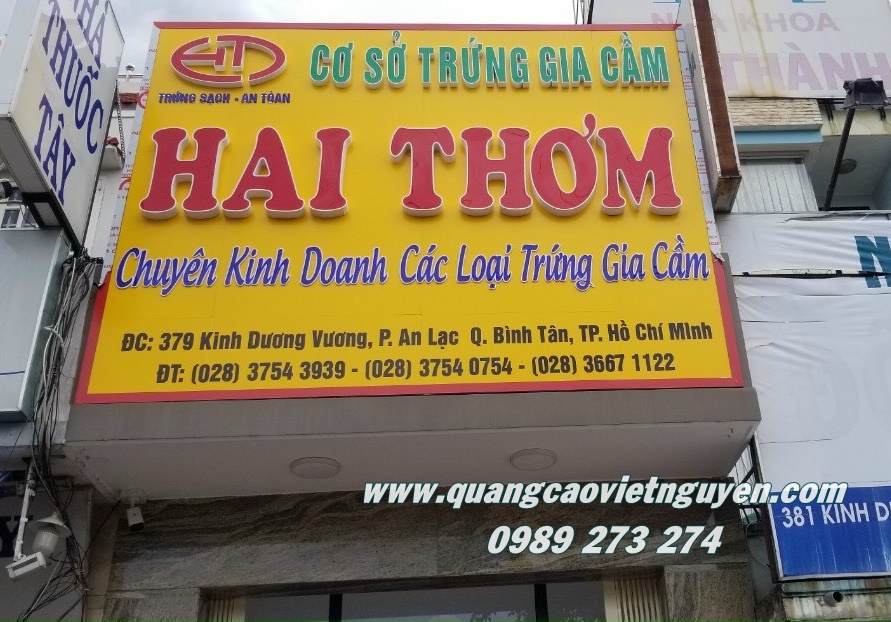 NHÀ THUỐC TÂY
HT
CƠ SỞ TRỨNG GIA CẦM
TRỨNG SẠCH - AN TOÀN
HAI THƠM
Chuyên Kinh Doanh Các Loại Trứng Gia Cầm
ĐC: 379 Kinh Dương Vương, P. An Lạc Q. Bình Tân, TP. Hồ Chí Minh
ĐT: (028) 3754 3939 - (028) 3754 0754 - (028) 3667 1122
NHA KHOA
THÀNH
381 KINH
www.quangcaovietnguyen.com
0989 273 274